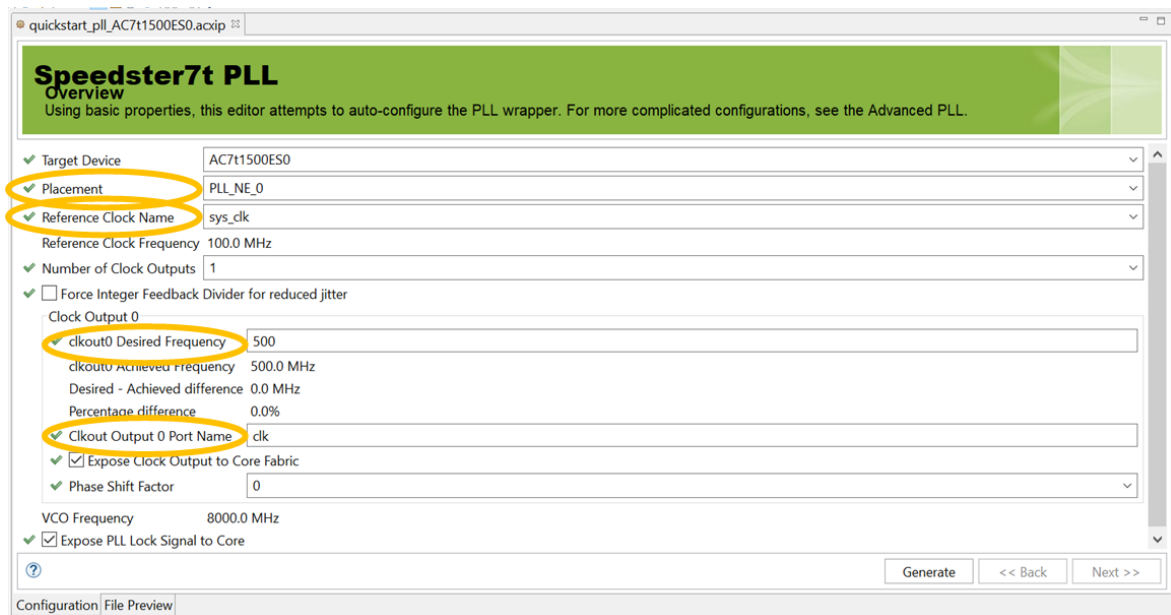 quickstart_pll_AC7t1500ES0.acxip
Speedster7t PLL
Overview
Using basic properties, this editor attempts to auto-configure the PLL wrapper. For more complicated configurations, see the Advanced PLL.
Target Device AC7t1500ES0
Placement PLL_NE_0
Reference Clock Name sys_clk
Reference Clock Frequency 100.0 MHz
Number of Clock Outputs 1
Force Integer Feedback Divider for reduced jitter
Clock Output 0
clkout0 Desired Frequency 500
clkout0 Achieved Frequency 500.0 MHz
Desired - Achieved difference 0.0 MHz
Percentage difference 0.0%
Clkout Output 0 Port Name clk
Expose Clock Output to Core Fabric
Phase Shift Factor 0
VCO Frequency 8000.0 MHz
Expose PLL Lock Signal to Core
? Generate << Back Next >>
Configuration File Preview